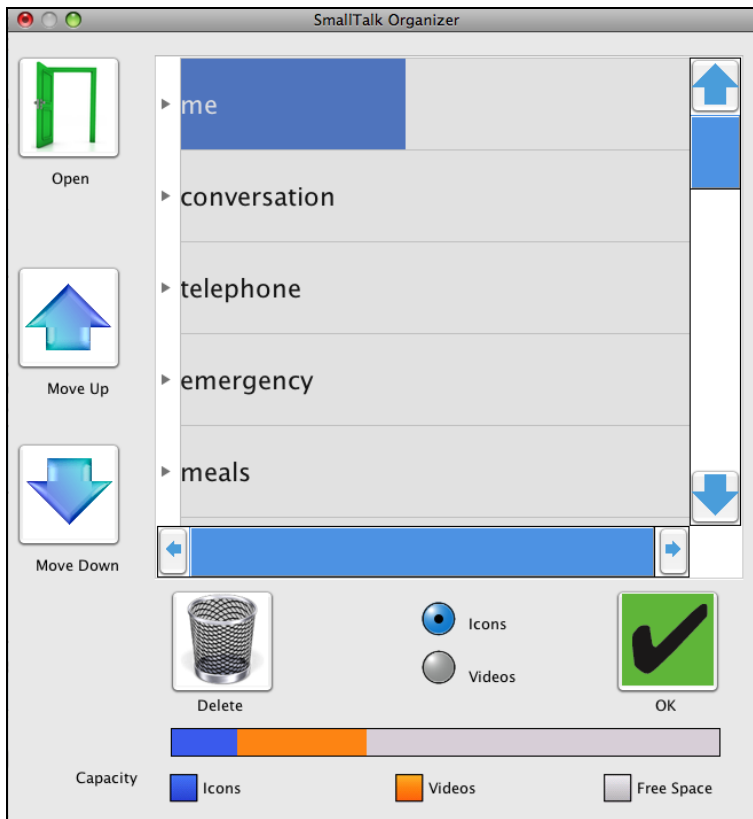 SmallTalk Organizer
Open
me
conversation
telephone
Move Up
emergency
meals
Move Down
Icons
Videos
Delete
OK
Capacity
Icons
Videos
Free Space